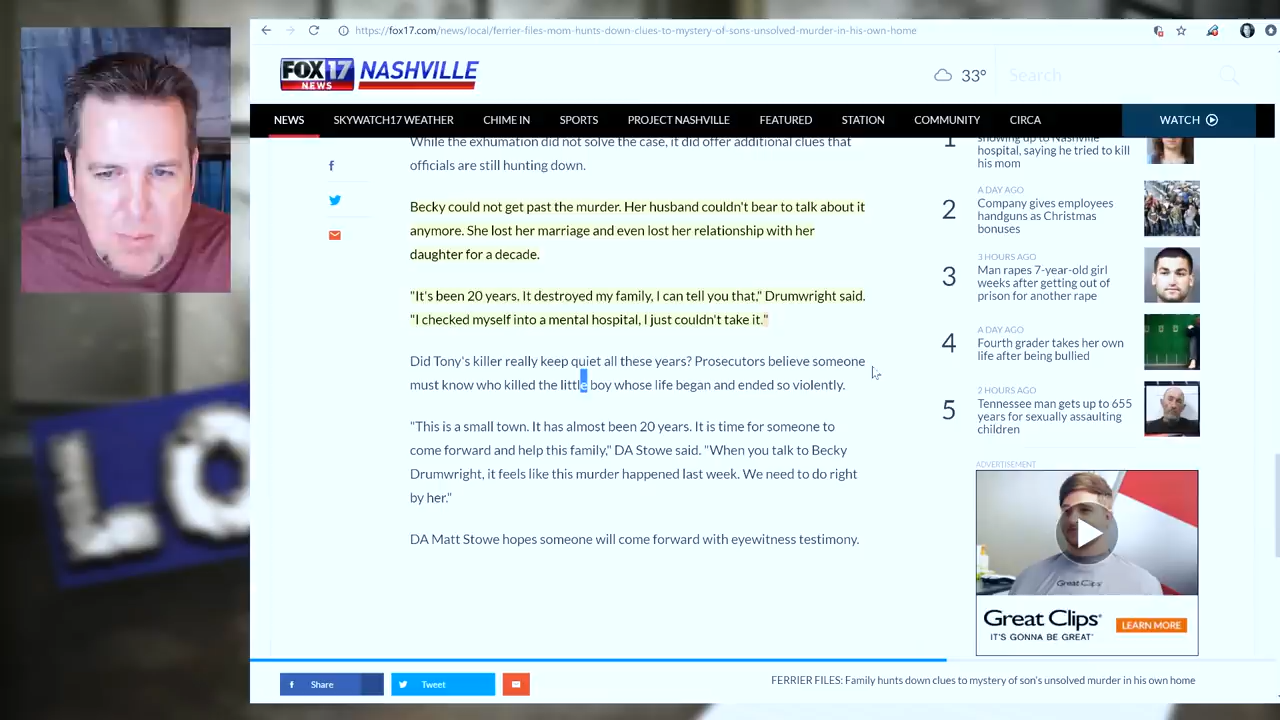 https://fox17.com/news/local/ferrier-files-mom-hunts-down-clues-to-mystery-of-sons-unsolved-murder-in-his-own-home
FOX 17
NEWS
NASHVILLE
33°
Search
NEWS SKYWATCH17 WEATHER CHIME IN SPORTS PROJECT NASHVILLE FEATURED STATION COMMUNITY CIRCA WATCH
While the exhumation did not solve the case, it did offer additional clues that
officials are still hunting down.
Becky could not get past the murder. Her husband couldn't bear to talk about it
anymore. She lost her marriage and even lost her relationship with her
daughter for a decade.
"It's been 20 years. It destroyed my family, I can tell you that," Drumwright said.
"I checked myself into a mental hospital, I just couldn't take it."
Did Tony's killer really keep quiet all these years? Prosecutors believe someone
must know who killed the little boy whose life began and ended so violently.
"This is a small town. It has almost been 20 years. It is time for someone to
come forward and help this family," DA Stowe said. "When you talk to Becky
Drumwright, it feels like this murder happened last week. We need to do right
by her."
DA Matt Stowe hopes someone will come forward with eyewitness testimony.
1
showing up to Nashville
hospital, saying he tried to kill
his mom
2
A DAY AGO
Company gives employees
handguns as Christmas
bonuses
3
3 HOURS AGO
Man rapes 7-year-old girl
weeks after getting out of
prison for another rape
4
A DAY AGO
Fourth grader takes her own
life after being bullied
5
2 HOURS AGO
Tennessee man gets up to 655
years for sexually assaulting
children
ADVERTISEMENT
Great Clips
Great Clips
IT'S GONNA BE GREAT
LEARN MORE
Share
Tweet
FERRIER FILES: Family hunts down clues to mystery of son's unsolved murder in his own home